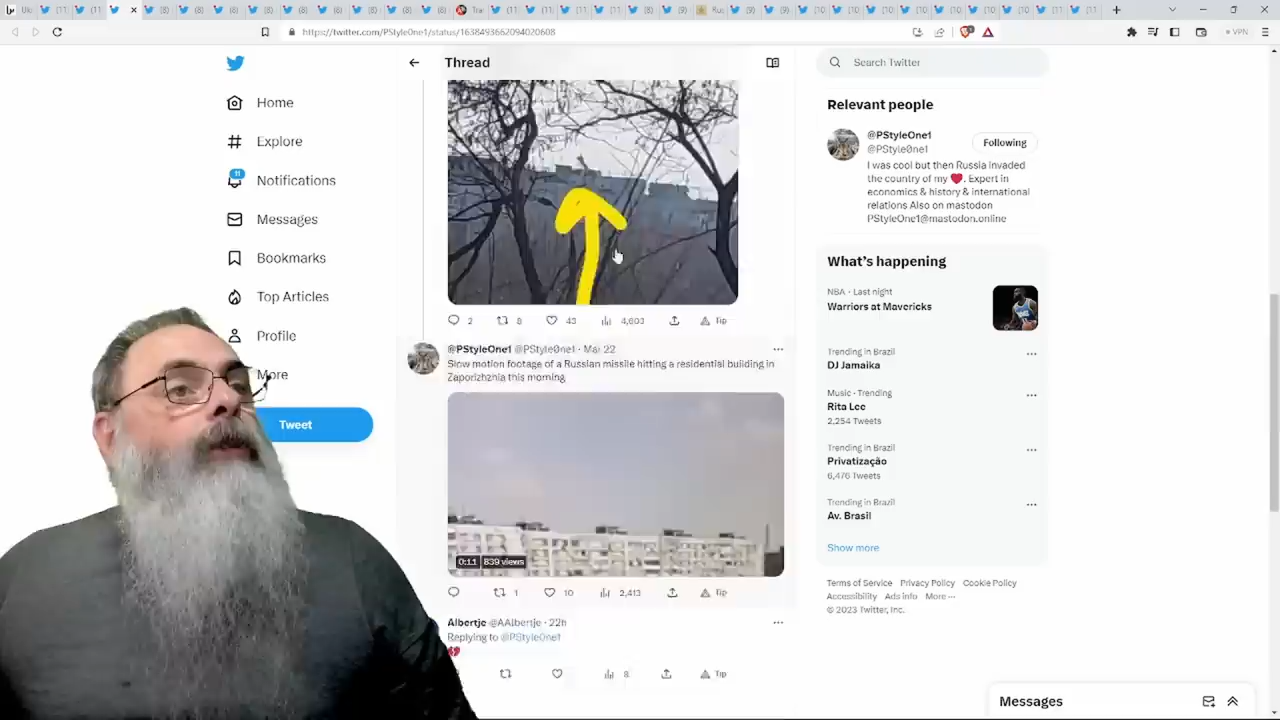 https://twitter.com/PStyleOne1/status/1638493662094020608
VPN
Home
Explore
11
Notifications
Messages
Bookmarks
Top Articles
Profile
More
Tweet
Thread
2
8
43
4,603
Tip
@PStyleOne1 @PStyle0ne1 · Mar 22
Slow motion footage of a Russian missile hitting a residential building in
Zaporizhzhia this morning
0:11 839 views
1
10
2,413
Tip
Albertje @AAlbertje · 22h
Replying to @PStyle0ne1
8
Tip
Search Twitter
Relevant people
@PStyleOne1
@PStyle0ne1
Following
I was cool but then Russia invaded
the country of my ❤️. Expert in
economics & history & international
relations Also on mastodon
PStyleOne1@mastodon.online
What's happening
NBA · Last night
Warriors at Mavericks
Trending in Brazil
DJ Jamaika
Music · Trending
Rita Lee
2,254 Tweets
Trending in Brazil
Privatização
6,476 Tweets
Trending in Brazil
Av. Brasil
Show more
Terms of Service Privacy Policy Cookie Policy
Accessibility Ads info More ···
© 2023 Twitter, Inc.
Messages